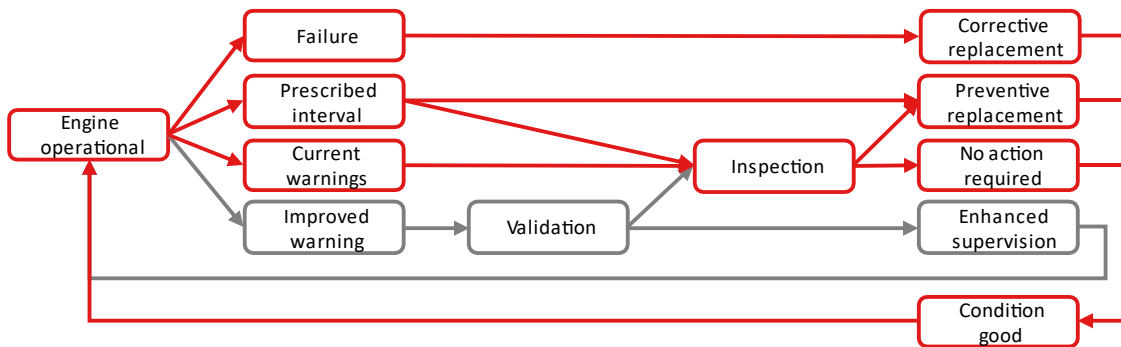 Failure
Corrective
replacement
Prescribed
interval
Preventive
replacement
Engine
operational
Current
warnings
Inspection
No action
required
Improved
warning
Validation
Enhanced
supervision
Condition
good